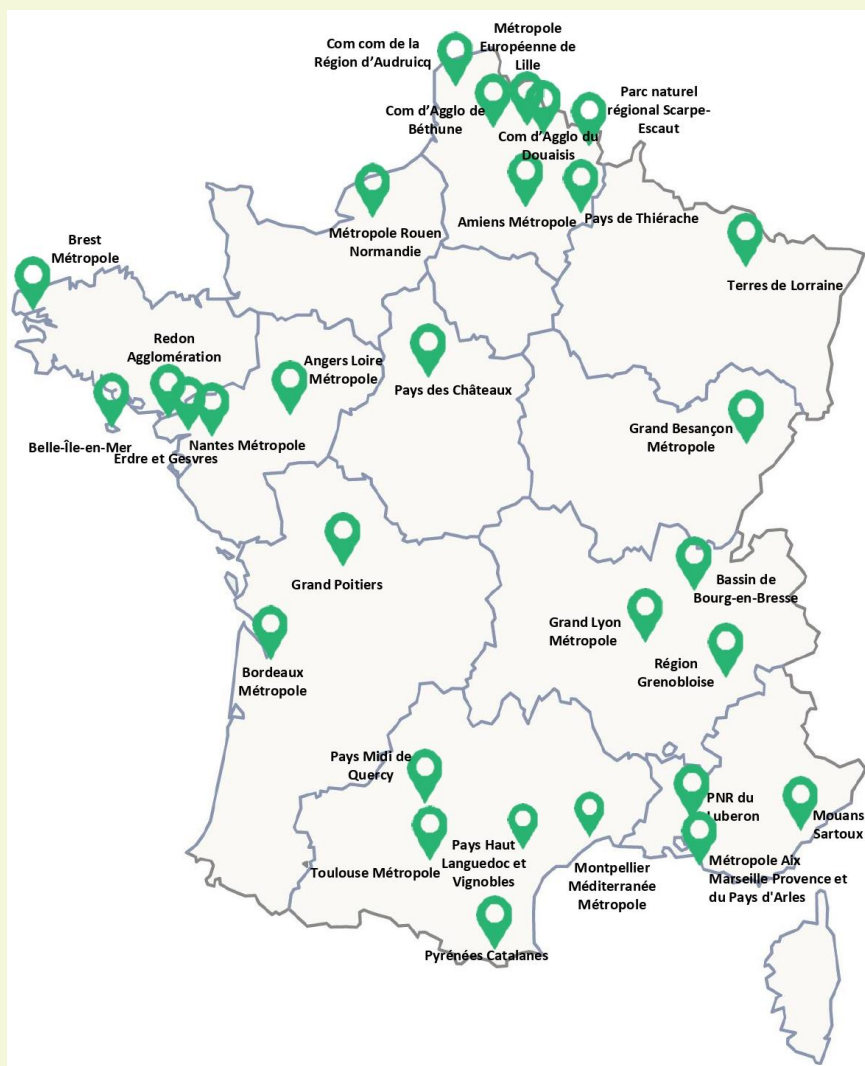 Métropole
Européenne de
Lille
Com com de la
Région d'Audruicq
Parc naturel
régional Scarpe-
Escaut
Com d'Agglo de
Béthune
Com d'Agglo du
Douaisis
Amiens Métropole
Pays de Thiérache
Métropole Rouen
Normandie
Brest
Métropole
Terres de Lorraine
Redon
Agglomération
Angers Loire
Métropole
Pays des Châteaux
Grand Besançon
Métropole
Belle-Île-en-Mer
Erdre et Gesvres
Nantes Métropole
Grand Poitiers
Bassin de
Bourg-en-Bresse
Grand Lyon
Métropole
Région
Grenobloise
Bordeaux
Métropole
Pays Midi de
Quercy
PNR du
Luberon
Mouans
Sartoux
Toulouse Métropole
Pays Haut
Languedoc et
Vignobles
Montpellier
Méditerranée
Métropole
Métropole Aix
Marseille Provence et
du Pays d'Arles
Pyrénées Catalanes